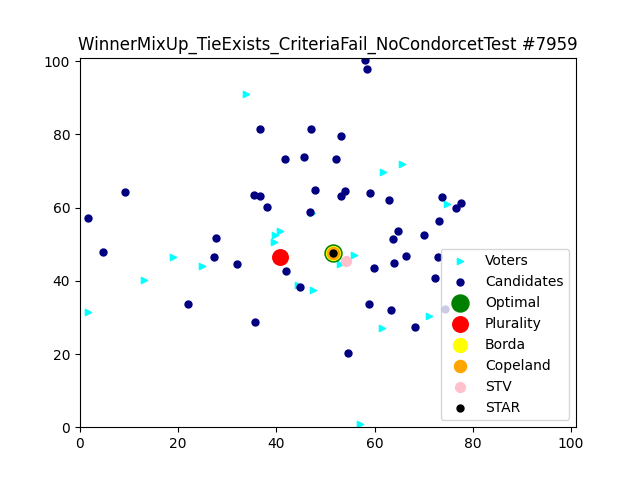 WinnerMixUp_TieExists_CriteriaFail_NoCondorcetTest #7959
100
80
60
40
20
0
0 20 40 60 80 100
Voters
Candidates
Optimal
Plurality
Borda
Copeland
STV
STAR